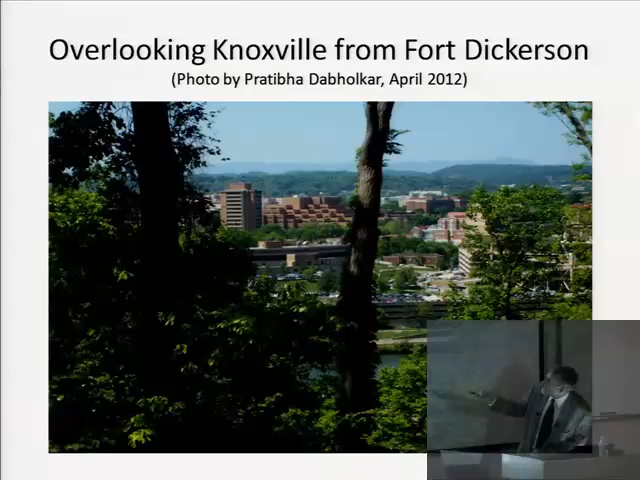 Overlooking Knoxville from Fort Dickerson
(Photo by Pratibha Dabholkar, April 2012)